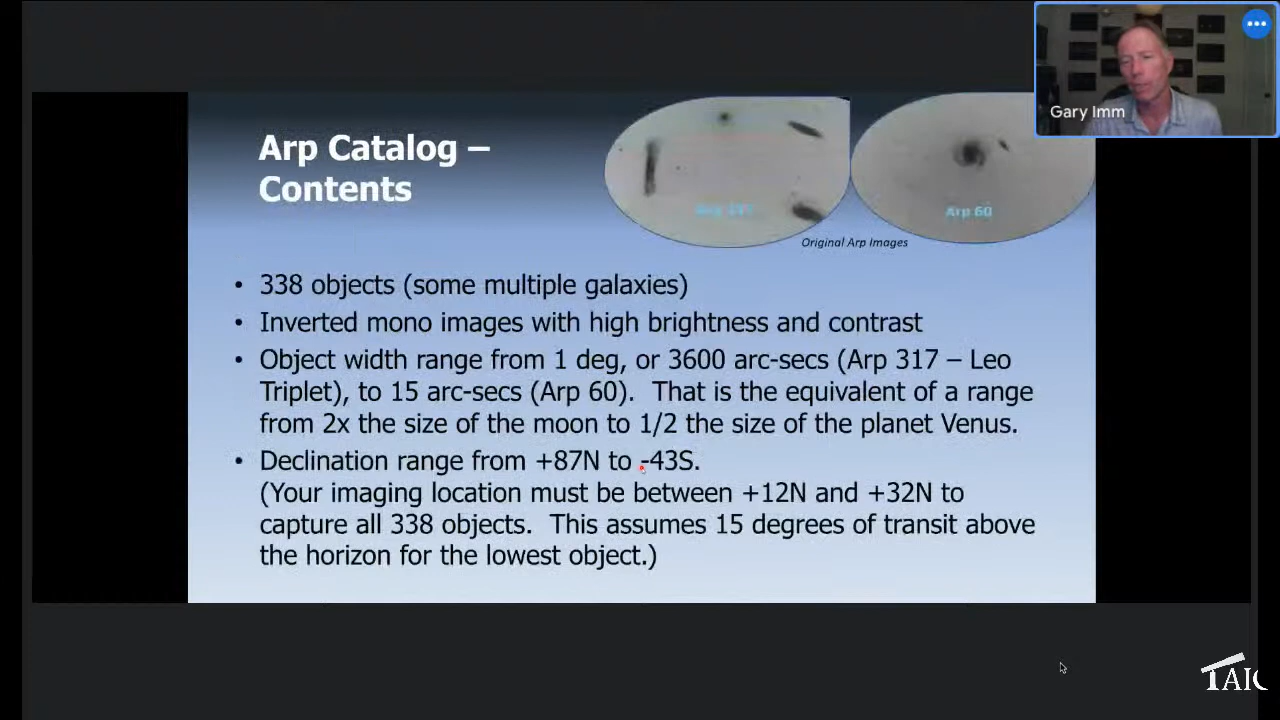 Gary Imm
Arp Catalog –
Contents
Arp 60
Original Arp Images
• 338 objects (some multiple galaxies)
• Inverted mono images with high brightness and contrast
• Object width range from 1 deg, or 3600 arc-secs (Arp 317 – Leo
Triplet), to 15 arc-secs (Arp 60).  That is the equivalent of a range
from 2x the size of the moon to 1/2 the size of the planet Venus.
• Declination range from +87N to -43S.
(Your imaging location must be between +12N and +32N to
capture all 338 objects.  This assumes 15 degrees of transit above
the horizon for the lowest object.)
TAIC